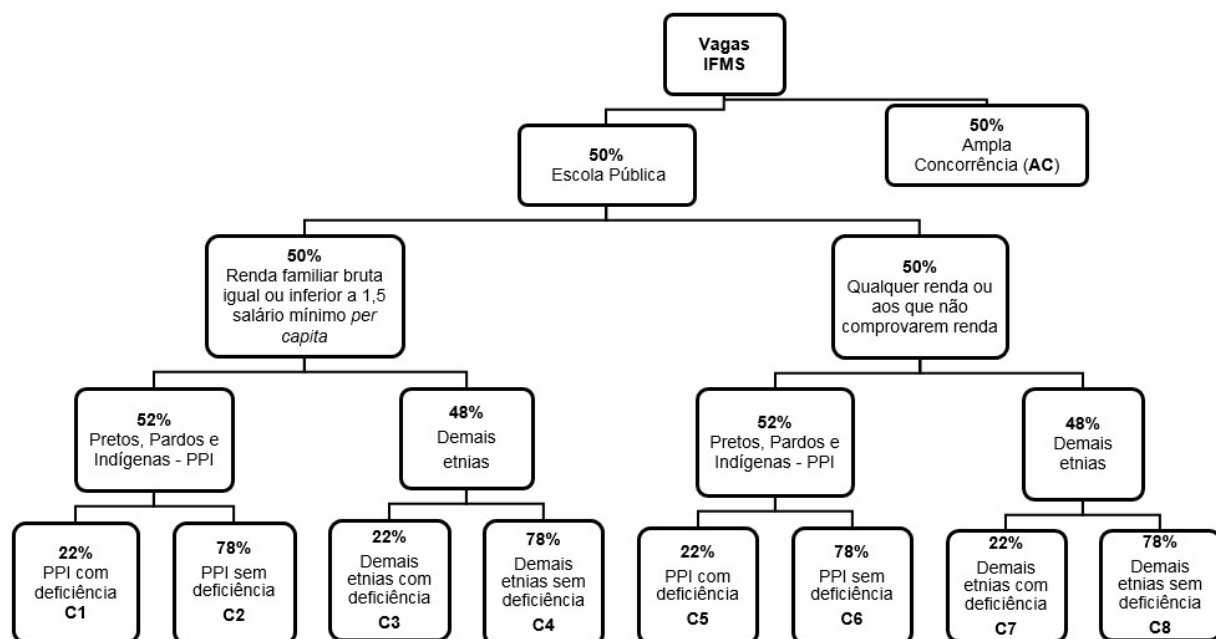 Vagas
IFMS
50%
Escola Pública
50%
Ampla
Concorrência (AC)
50%
Renda familiar bruta
igual ou inferior a 1,5
salário mínimo per
capita
50%
Qualquer renda ou
aos que não
comprovarem renda
52%
Pretos, Pardos e
Indígenas - PPI
48%
Demais
etnias
52%
Pretos, Pardos e
Indígenas - PPI
48%
Demais
etnias
22%
PPI com
deficiência
C1
78%
PPI sem
deficiência
C2
22%
Demais
etnias com
deficiência
C3
78%
Demais
etnias sem
deficiência
C4
22%
PPI com
deficiência
C5
78%
PPI sem
deficiência
C6
22%
Demais
etnias com
deficiência
C7
78%
Demais
etnias sem
deficiência
C8